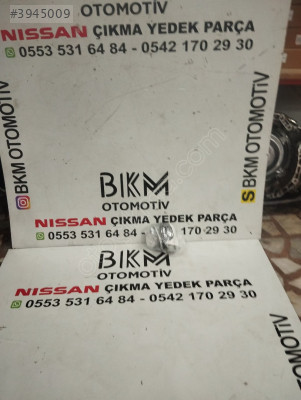 #3945009
OTOMOTİV
NISSAN ÇIKMA YEDEK PARÇA
0553 531 64 84 - 0542 170 29 30
BKM OTOMOTİV
S BKM OTOMOTİV
BKM
OTOMOTİV
NISSAN ÇIKMA YEDEK PARÇA
0553 531 64 84 - 170 29 30
BKM
OTOMOTİV
NISSAN ÇIKMA YEDEK PARÇA
0553 531 64 84 - 0542 170 29 30
OTOMOTİV